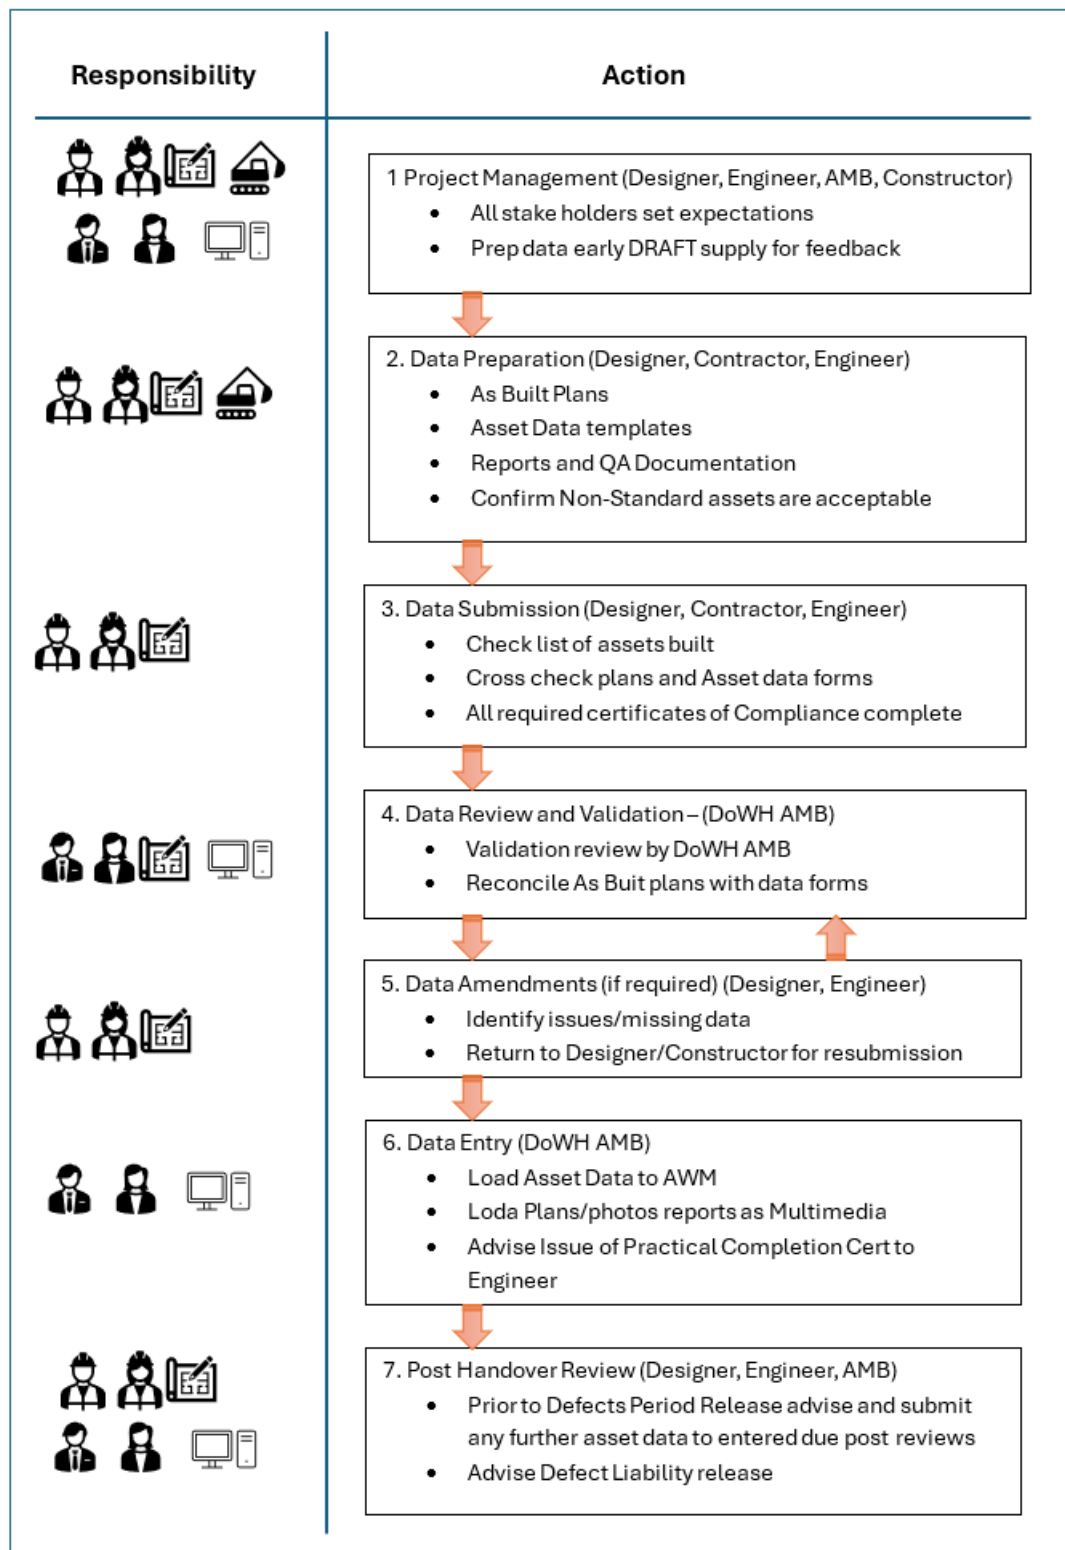 Responsibility
Action
1 Project Management (Designer, Engineer, AMB, Constructor)
• All stake holders set expectations
• Prep data early DRAFT supply for feedback
2. Data Preparation (Designer, Contractor, Engineer)
• As Built Plans
• Asset Data templates
• Reports and QA Documentation
• Confirm Non-Standard assets are acceptable
3. Data Submission (Designer, Contractor, Engineer)
• Check list of assets built
• Cross check plans and Asset data forms
• All required certificates of Compliance complete
4. Data Review and Validation – (DoWH AMB)
• Validation review by DoWH AMB
• Reconcile As Buit plans with data forms
5. Data Amendments (if required) (Designer, Engineer)
• Identify issues/missing data
• Return to Designer/Constructor for resubmission
6. Data Entry (DoWH AMB)
• Load Asset Data to AWM
• Loda Plans/photos reports as Multimedia
• Advise Issue of Practical Completion Cert to
Engineer
7. Post Handover Review (Designer, Engineer, AMB)
• Prior to Defects Period Release advise and submit
any further asset data to entered due post reviews
• Advise Defect Liability release